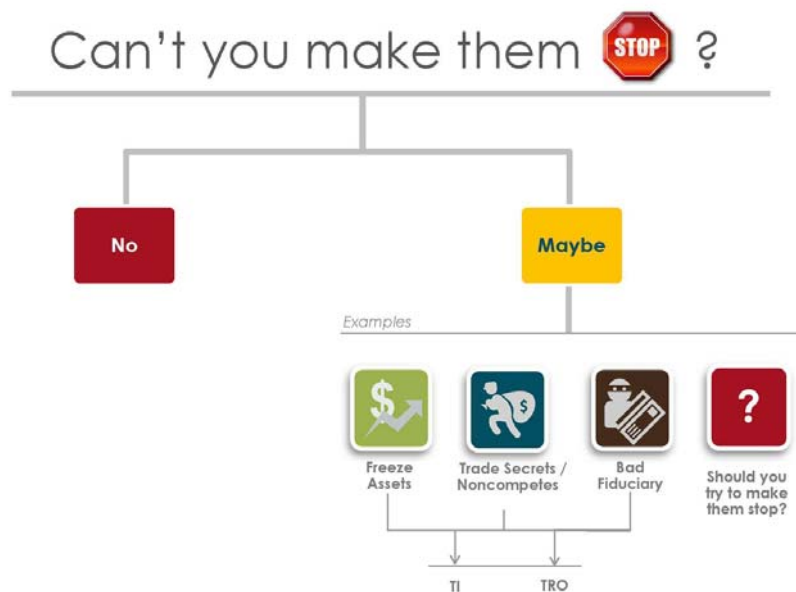 Can't you make them STOP ?
No
Maybe
Examples
$
$
?
Freeze
Assets
Trade Secrets /
Noncompetes
Bad
Fiduciary
Should you
try to make
them stop?
TI
TRO